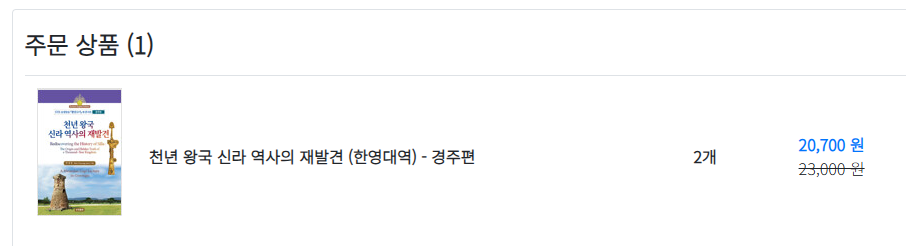 주문 상품 (1)
천년 왕국
신라 역사의 재발견
Rediscovering the History of Silla
천년 왕국 신라 역사의 재발견 (한영대역) - 경주편
2개
20,700 원
23,000 원